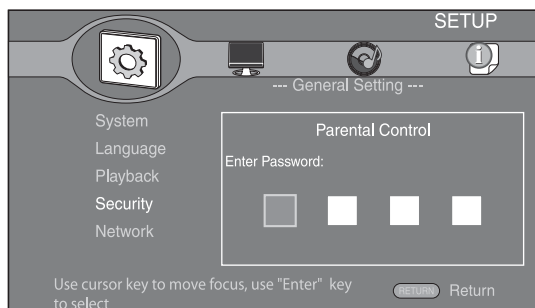 SETUP
--- General Setting ---
System
Language
Playback
Security
Network
Parental Control
Enter Password:
Use cursor key to move focus, use "Enter" key
to select
RETURN Return